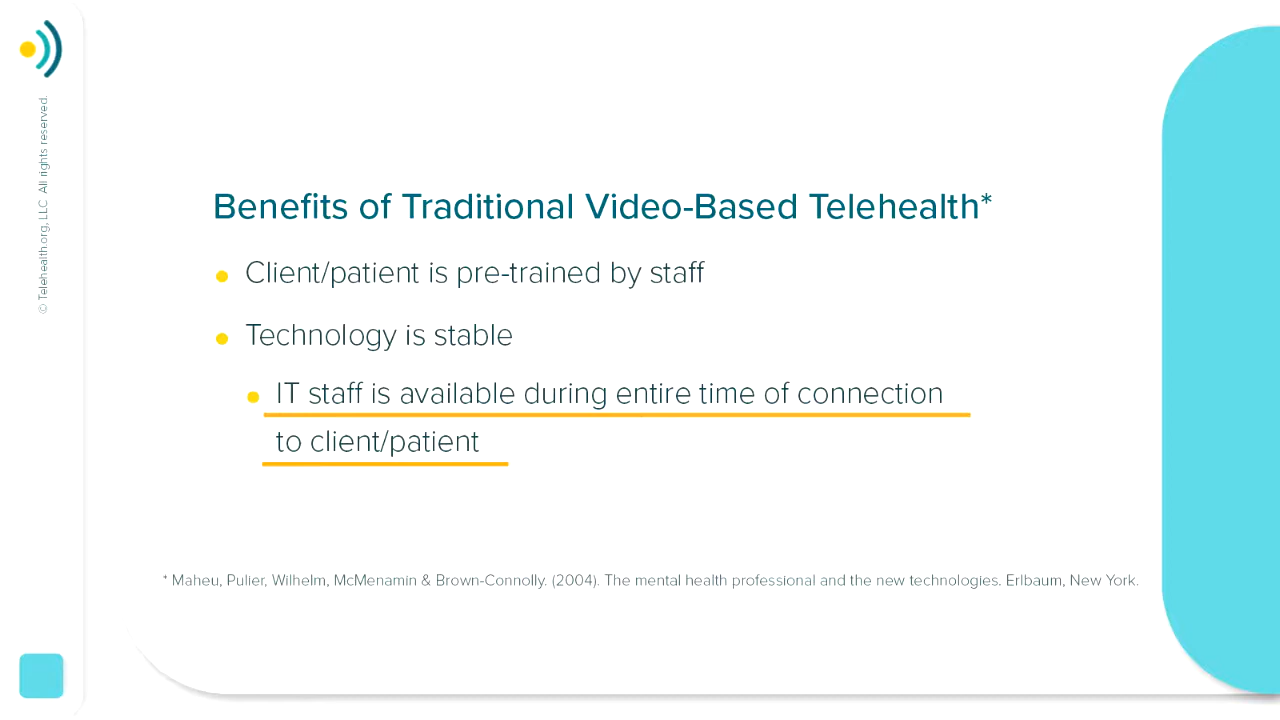 © Telehealth.org, LLC All rights reserved.
Benefits of Traditional Video-Based Telehealth*
Client/patient is pre-trained by staff
Technology is stable
IT staff is available during entire time of connection
to client/patient
* Maheu, Pulier, Wilhelm, McMenamin & Brown-Connolly. (2004). The mental health professional and the new technologies. Erlbaum, New York.